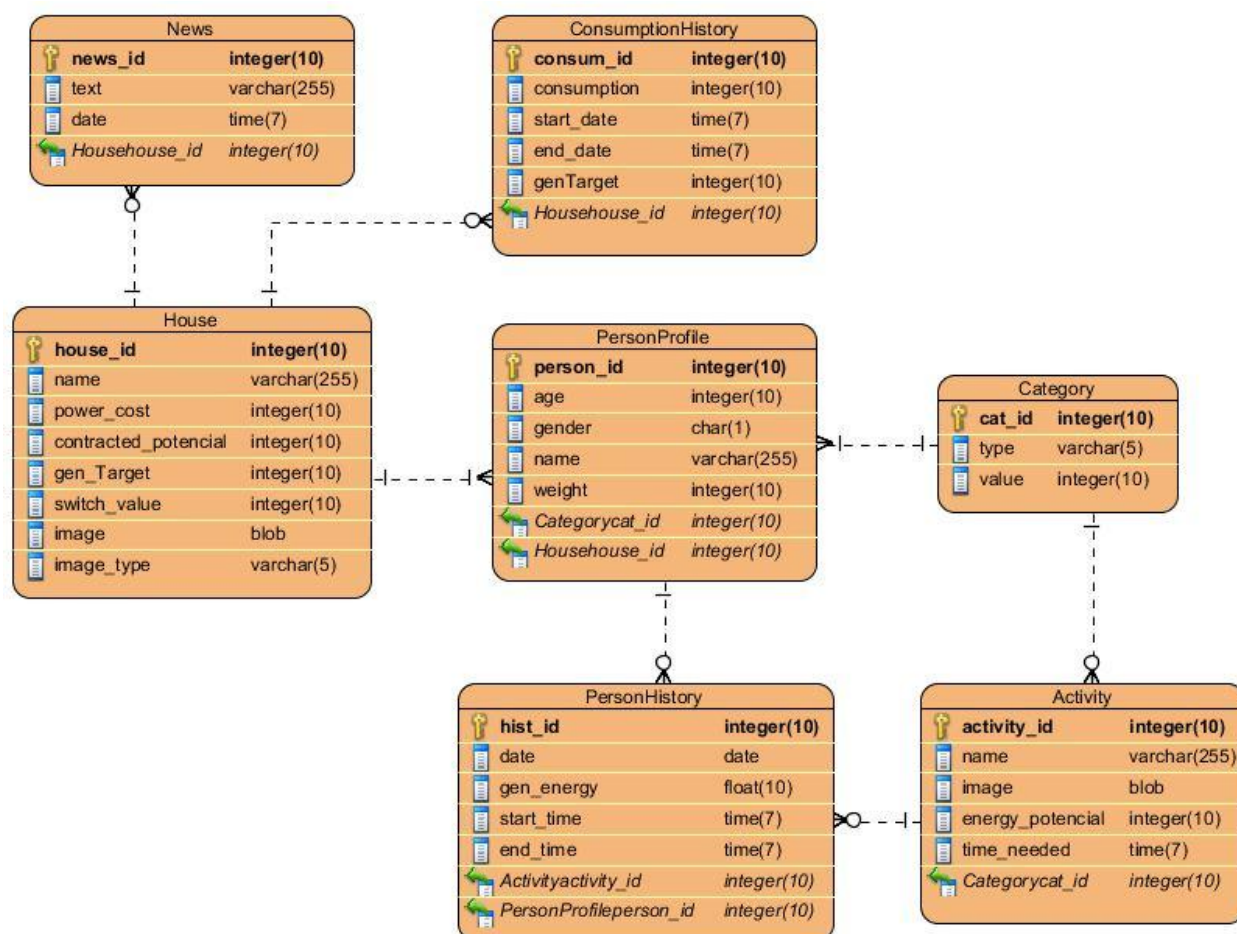 News
news_id integer(10)
text varchar(255)
date time(7)
Househouse_id integer(10)
ConsumptionHistory
consum_id integer(10)
consumption integer(10)
start_date time(7)
end_date time(7)
genTarget integer(10)
Househouse_id integer(10)
House
house_id integer(10)
name varchar(255)
power_cost integer(10)
contracted_potencial integer(10)
gen_Target integer(10)
switch_value integer(10)
image blob
image_type varchar(5)
PersonProfile
person_id integer(10)
age integer(10)
gender char(1)
name varchar(255)
weight integer(10)
Categorycat_id integer(10)
Househouse_id integer(10)
Category
cat_id integer(10)
type varchar(5)
value integer(10)
PersonHistory
hist_id integer(10)
date date
gen_energy float(10)
start_time time(7)
end_time time(7)
Activityactivity_id integer(10)
PersonProfileperson_id integer(10)
Activity
activity_id integer(10)
name varchar(255)
image blob
energy_potencial integer(10)
time_needed time(7)
Categorycat_id integer(10)